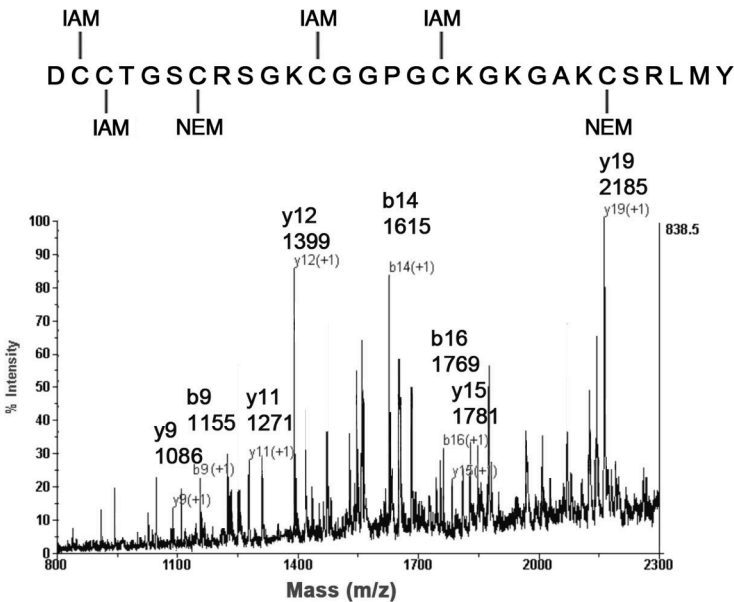 IAM IAM IAM
DCCTGSCRSGKCGGPGCKGKGAKCSRLMY
IAM NEM NEM
y19
2185
y19(+1)
838.5
b14
1615
b14(+1)
y12
1399
y12(+1)
b16
1769
b16(+1)
y15
1781
y15(+1)
b9
1155
b9(+1)
y11
1271
y11(+1)
y9
1086
y9(+1)
100
90
80
70
60
50
40
30
20
10
0
% Intensity
800 1100 1400 1700 2000 2300
Mass (m/z)